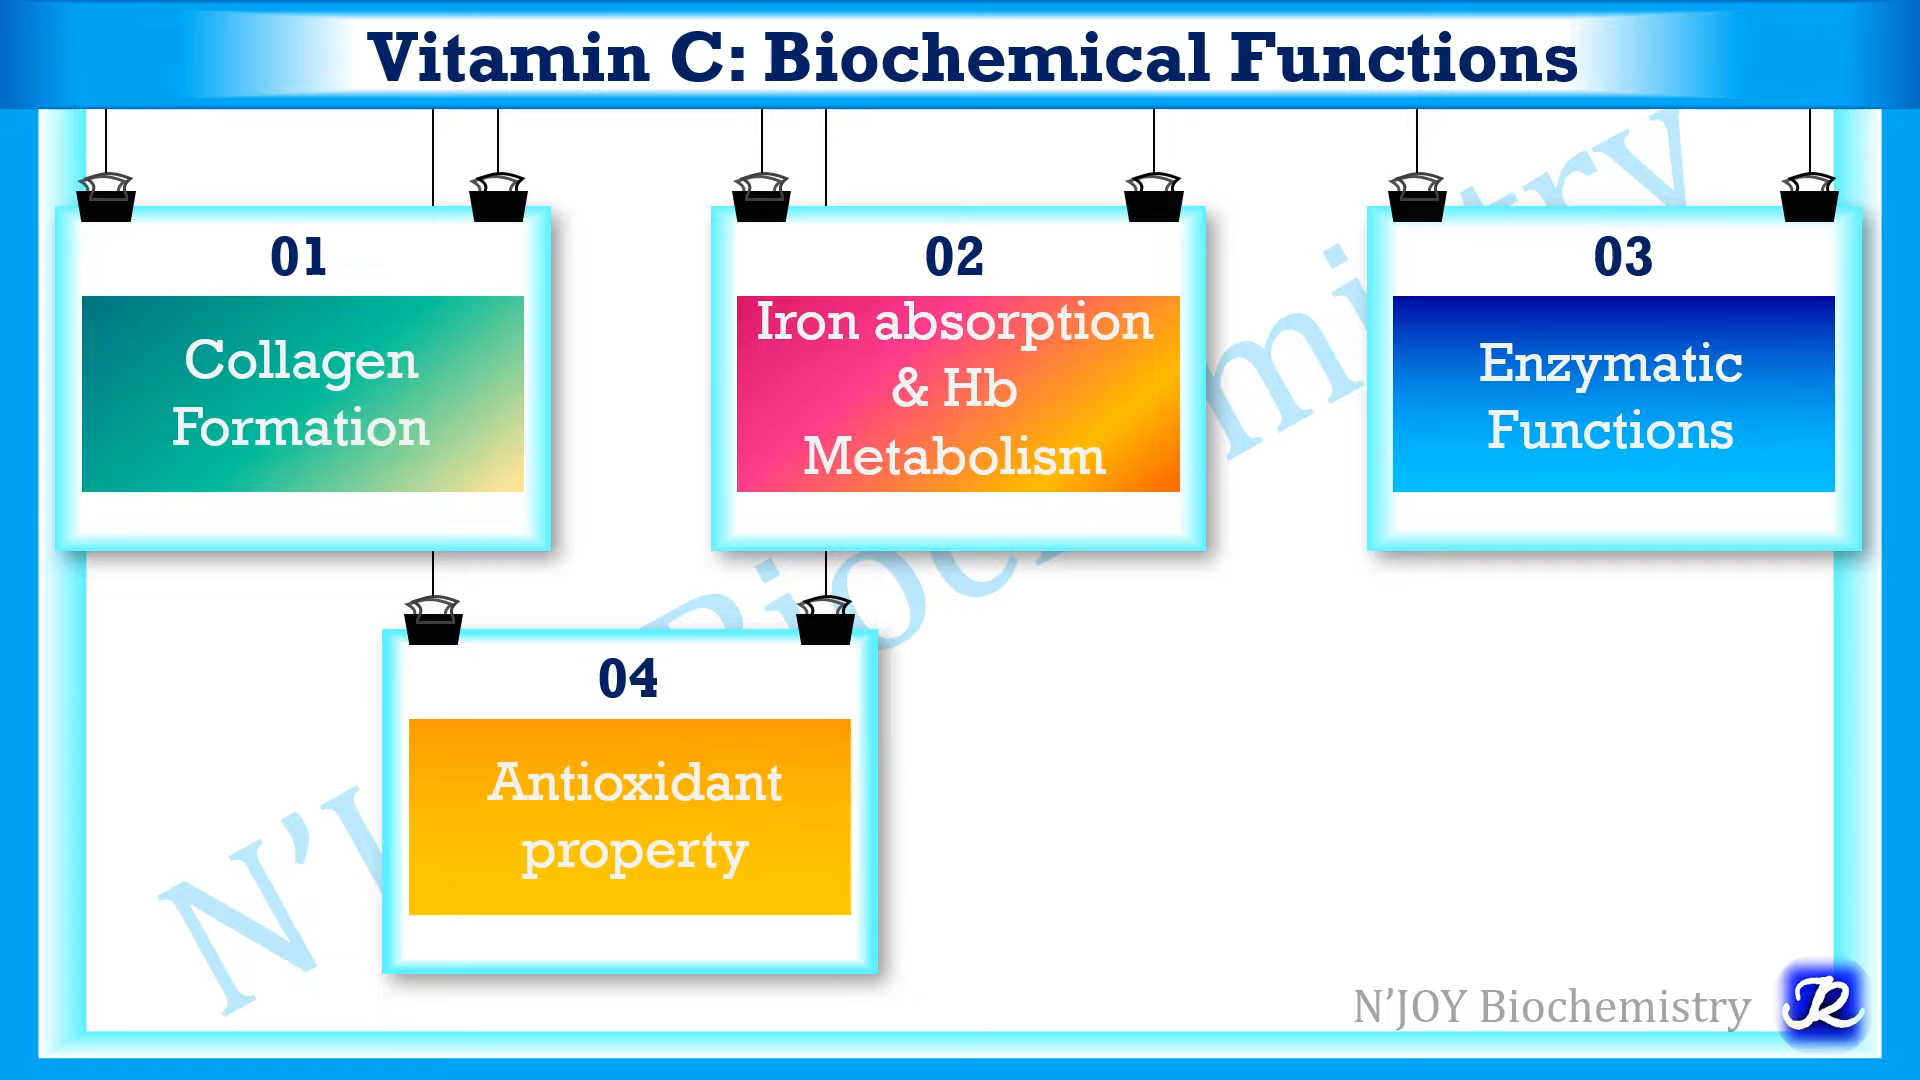 Vitamin C: Biochemical Functions
01
Collagen
Formation
02
Iron absorption
& Hb
Metabolism
03
Enzymatic
Functions
04
Antioxidant
property
N'JOY Biochemistry